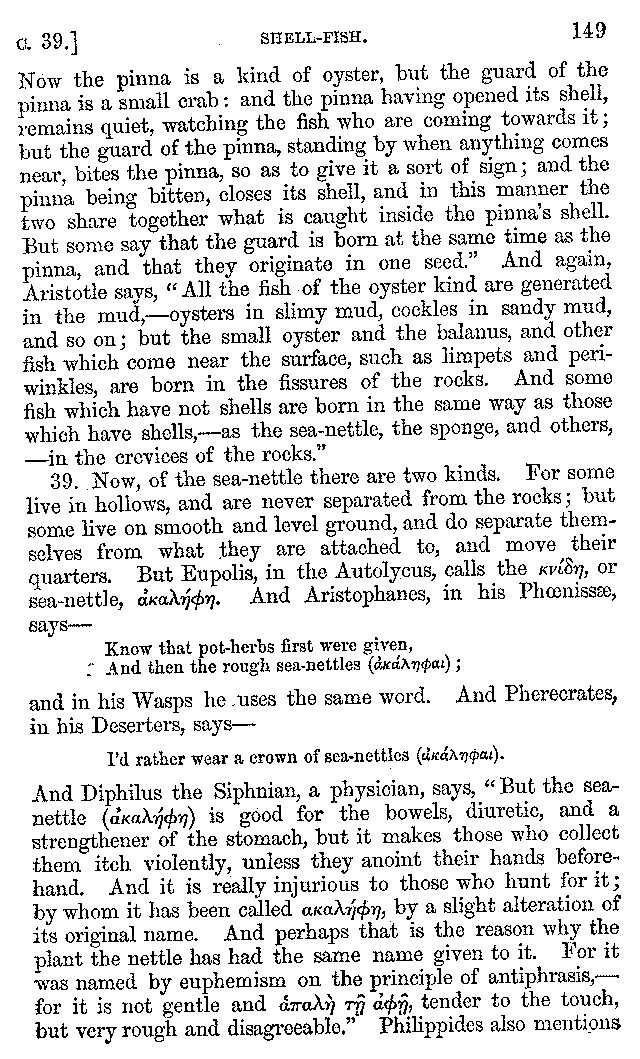 c. 39.] SHELL-FISH. 149
Now the pinna is a kind of oyster, but the guard of the
pinna is a small crab: and the pinna having opened its shell,
remains quiet, watching the fish who are coming towards it;
but the guard of the pinna, standing by when anything comes
near, bites the pinna, so as to give it a sort of sign; and the
pinna being bitten, closes its shell, and in this manner the
two share together what is caught inside the pinna's shell.
But some say that the guard is born at the same time as the
pinna, and that they originate in one seed.” And again,
Aristotle says, “All the fish of the oyster kind are generated
in the mud,—oysters in slimy mud, cockles in sandy mud,
and so on; but the small oyster and the balanus, and other
fish which come near the surface, such as limpets and peri-
winkles, are born in the fissures of the rocks. And some
fish which have not shells are born in the same way as those
which have shells,—as the sea-nettle, the sponge, and others,
—in the crevices of the rocks.”
39. Now, of the sea-nettle there are two kinds. For some
live in hollows, and are never separated from the rocks; but
some live on smooth and level ground, and do separate them-
selves from what they are attached to, and move their
quarters. But Eupolis, in the Autolycus, calls the κνίδη, or
sea-nettle, ἀκαλήφη. And Aristophanes, in his Phœnissæ,
says—
Know that pot-herbs first were given,
And then the rough sea-nettles (ἀκάληφαι);
and in his Wasps he uses the same word. And Pherecrates,
in his Deserters, says—
I'd rather wear a crown of sea-nettles (ἀκάληφαι).
And Diphilus the Siphnian, a physician, says, “But the sea-
nettle (ἀκαλήφη) is good for the bowels, diuretic, and a
strengthener of the stomach, but it makes those who collect
them itch violently, unless they anoint their hands before-
hand. And it is really injurious to those who hunt for it;
by whom it has been called ακαλήφη, by a slight alteration of
its original name. And perhaps that is the reason why the
plant the nettle has had the same name given to it. For it
was named by euphemism on the principle of antiphrasis,—
for it is not gentle and ἁπαλὴ τῇ ἁφῇ, tender to the touch,
but very rough and disagreeable.” Philippides also mentions